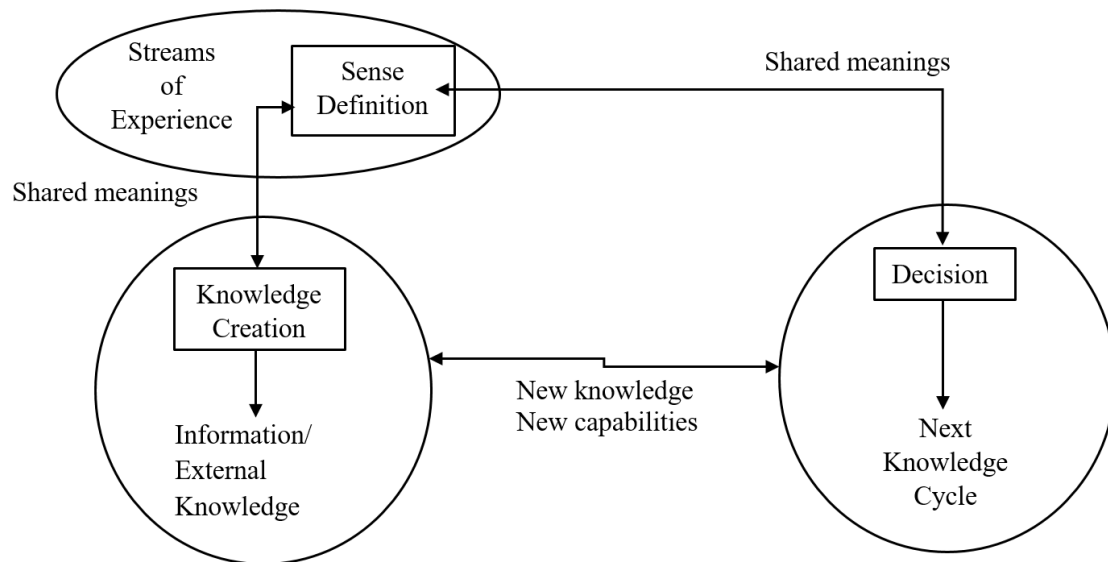 Streams
of
Experience
Sense
Definition
Shared meanings
Shared meanings
Knowledge
Creation
Information/
External
Knowledge
New knowledge
New capabilities
Decision
Next
Knowledge
Cycle